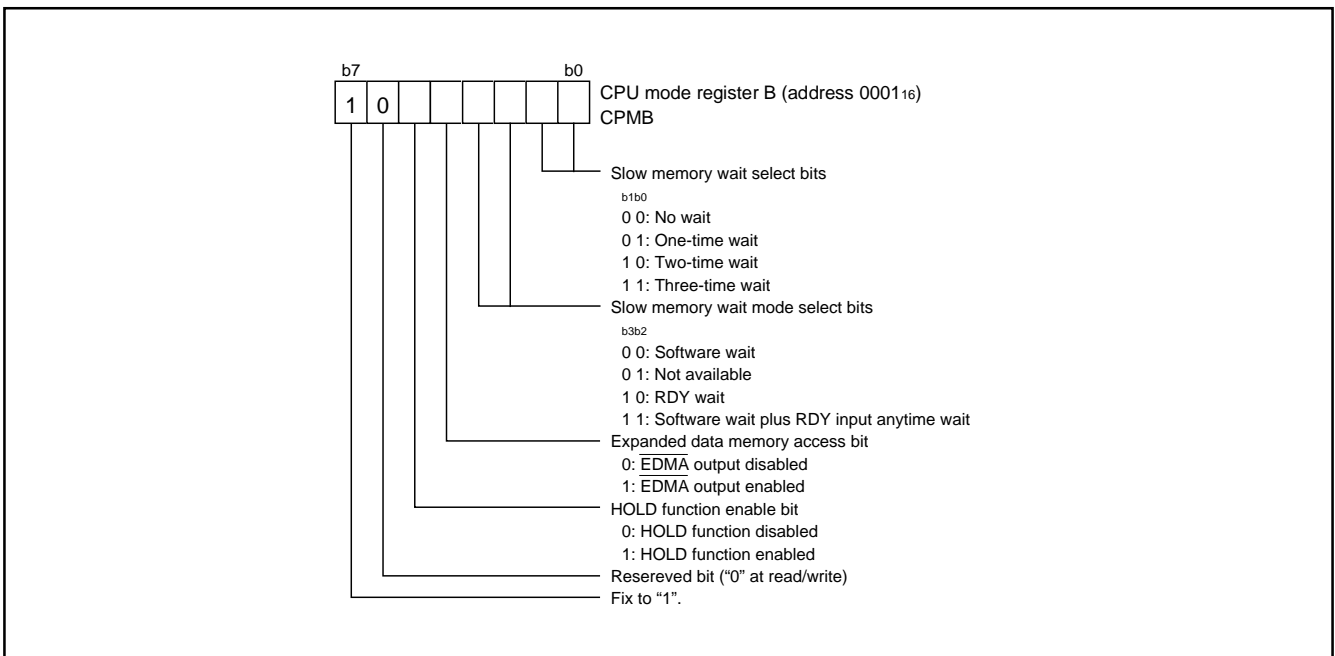 b7 b0
1 0
CPU mode register B (address 0001₁₆)
CPMB
Slow memory wait select bits
b1b0
0 0: No wait
0 1: One-time wait
1 0: Two-time wait
1 1: Three-time wait
Slow memory wait mode select bits
b3b2
0 0: Software wait
0 1: Not available
1 0: RDY wait
1 1: Software wait plus RDY input anytime wait
Expanded data memory access bit
0: E̅D̅M̅A̅ output disabled
1: E̅D̅M̅A̅ output enabled
HOLD function enable bit
0: HOLD function disabled
1: HOLD function enabled
Resereved bit (“0” at read/write)
Fix to “1”.